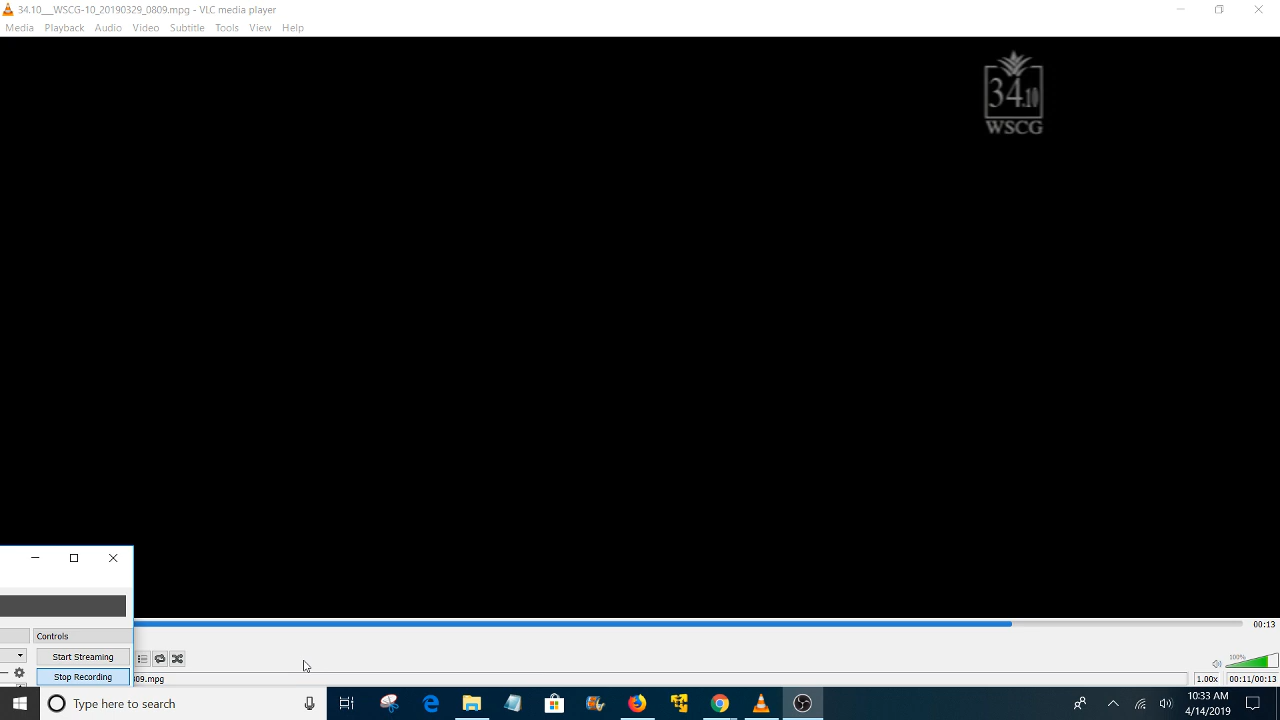 34.10___WSCG-10_20190329_0809.mpg - VLC media player
Media Playback Audio Video Subtitle Tools View Help
34.10
WSCG
Controls
Start Streaming
Stop Recording
00:13
100%
09.mpg
1.00x 00:11/00:13
Type here to search
10:33 AM
4/14/2019